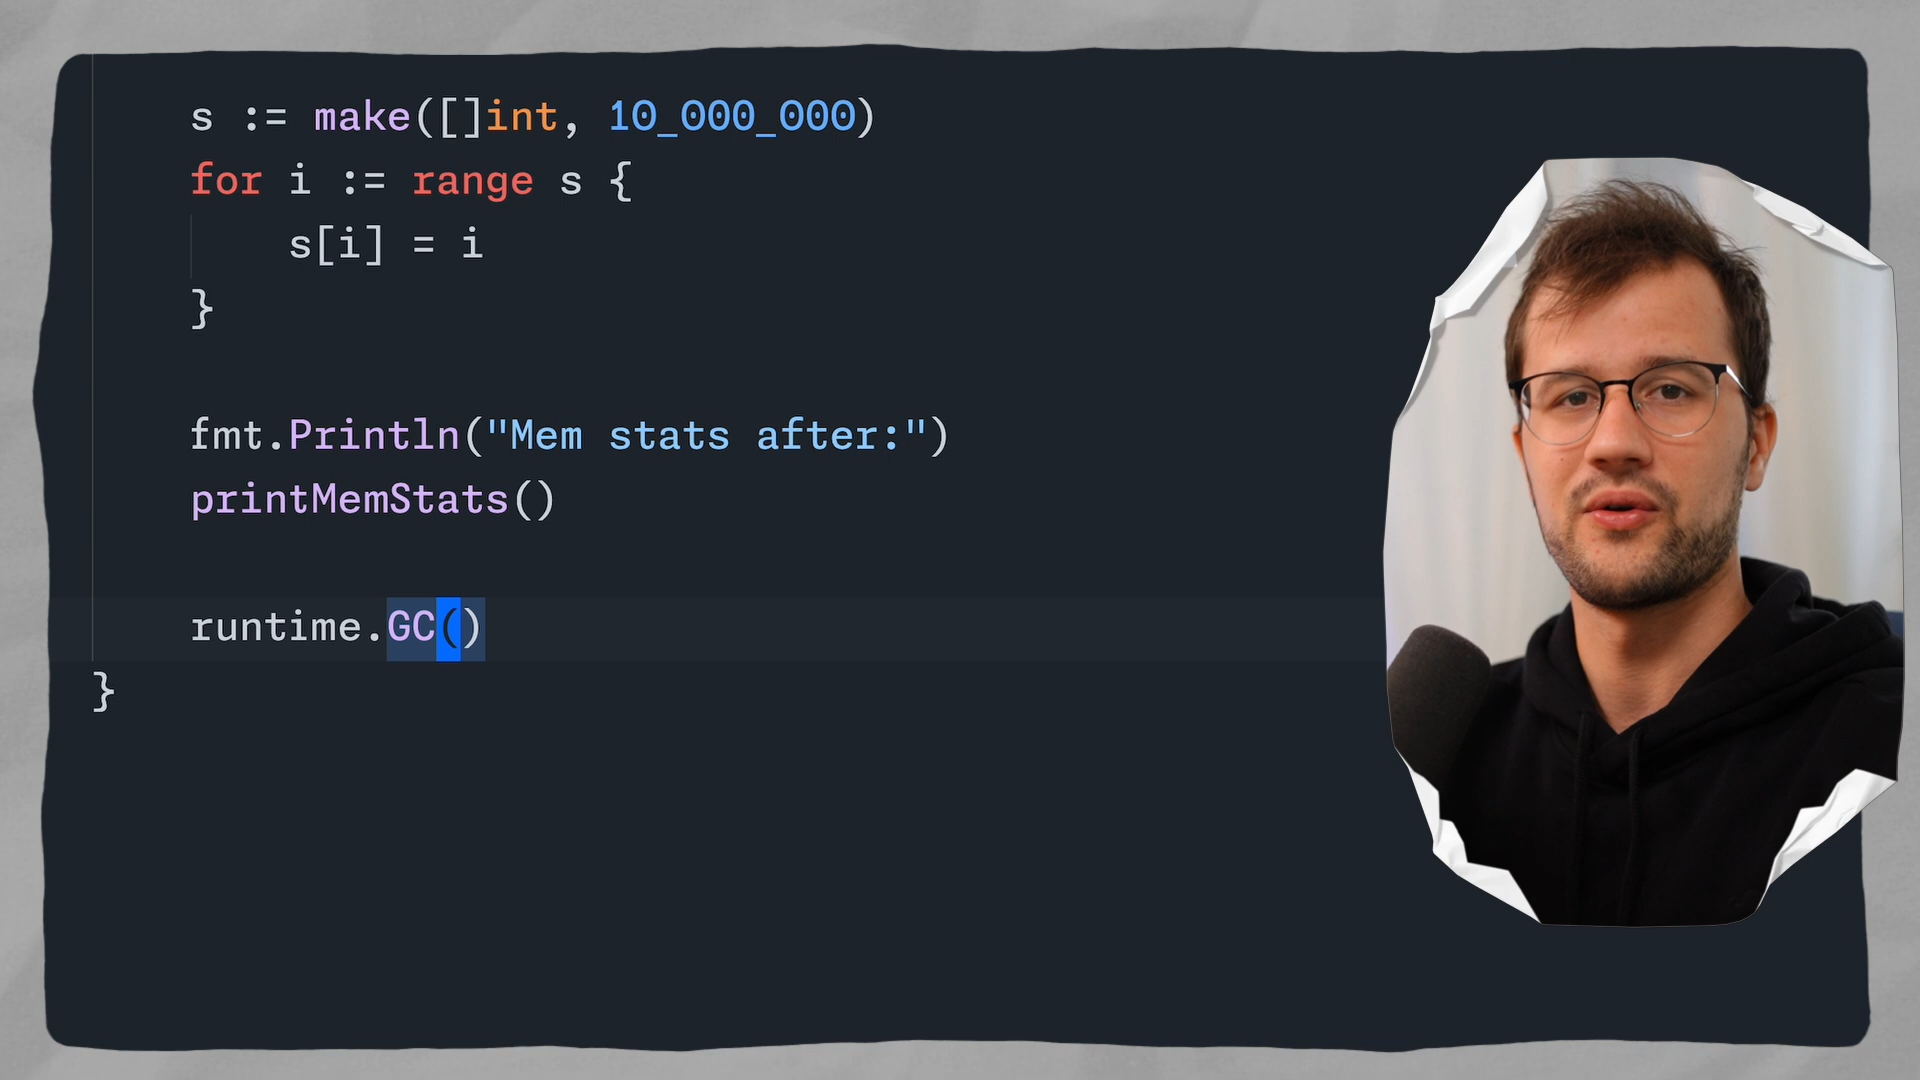 s := make([]int, 10_000_000)
for i := range s {
s[i] = i
}
fmt.Println("Mem stats after:")
printMemStats()
runtime.GC()
}